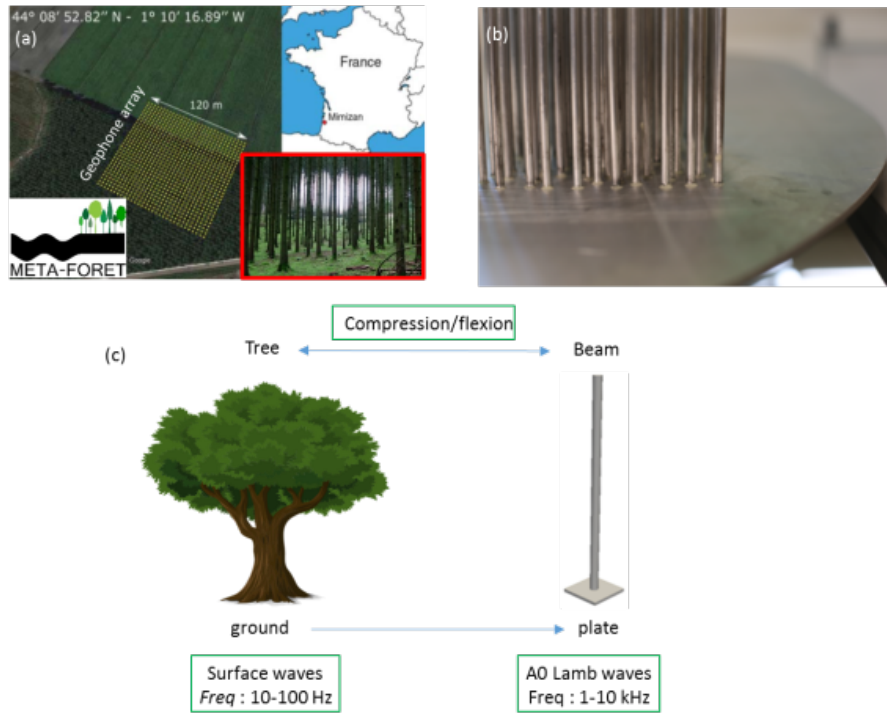 44° 08' 52.82'' N - 1° 10' 16.89'' W
(a)
120 m
Geophone array
France
Mimizan
Google
META-FORET
(b)
Compression/flexion
(c)
Tree
Beam
ground
plate
Surface waves
Freq : 10-100 Hz
A0 Lamb waves
Freq : 1-10 kHz